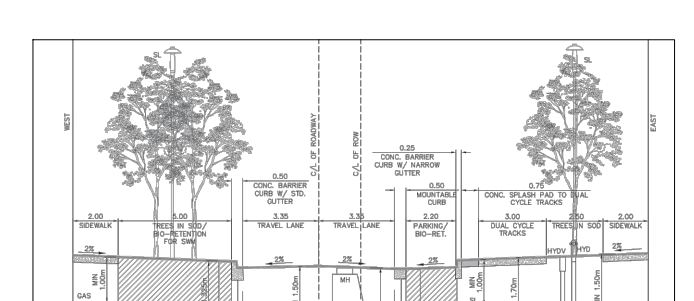 SL
SL
WEST
EAST
C/L OF ROADWAY
C/L OF ROW
0.25
CONC. BARRIER
CURB W/ NARROW
GUTTER
0.50
CONC. BARRIER
CURB W/ STD.
GUTTER
0.50
MOUNTABLE
CURB
0.75
CONC. SPLASH PAD TO DUAL
CYCLE TRACKS
2.00
SIDEWALK
5.00
TREES IN SOD/
BIO-RETENTION
FOR SWM
3.35
TRAVEL LANE
3.35
TRAVEL LANE
2.20
PARKING/
BIO-RET.
3.00
DUAL CYCLE
TRACKS
2.50
TREES IN SOD
2.00
SIDEWALK
2%
2%
2%
2%
2%
HYDV
HYD
MH
GAS
MIN
1.00m
1.50m
1.00m
1.70m
MIN
1.50m